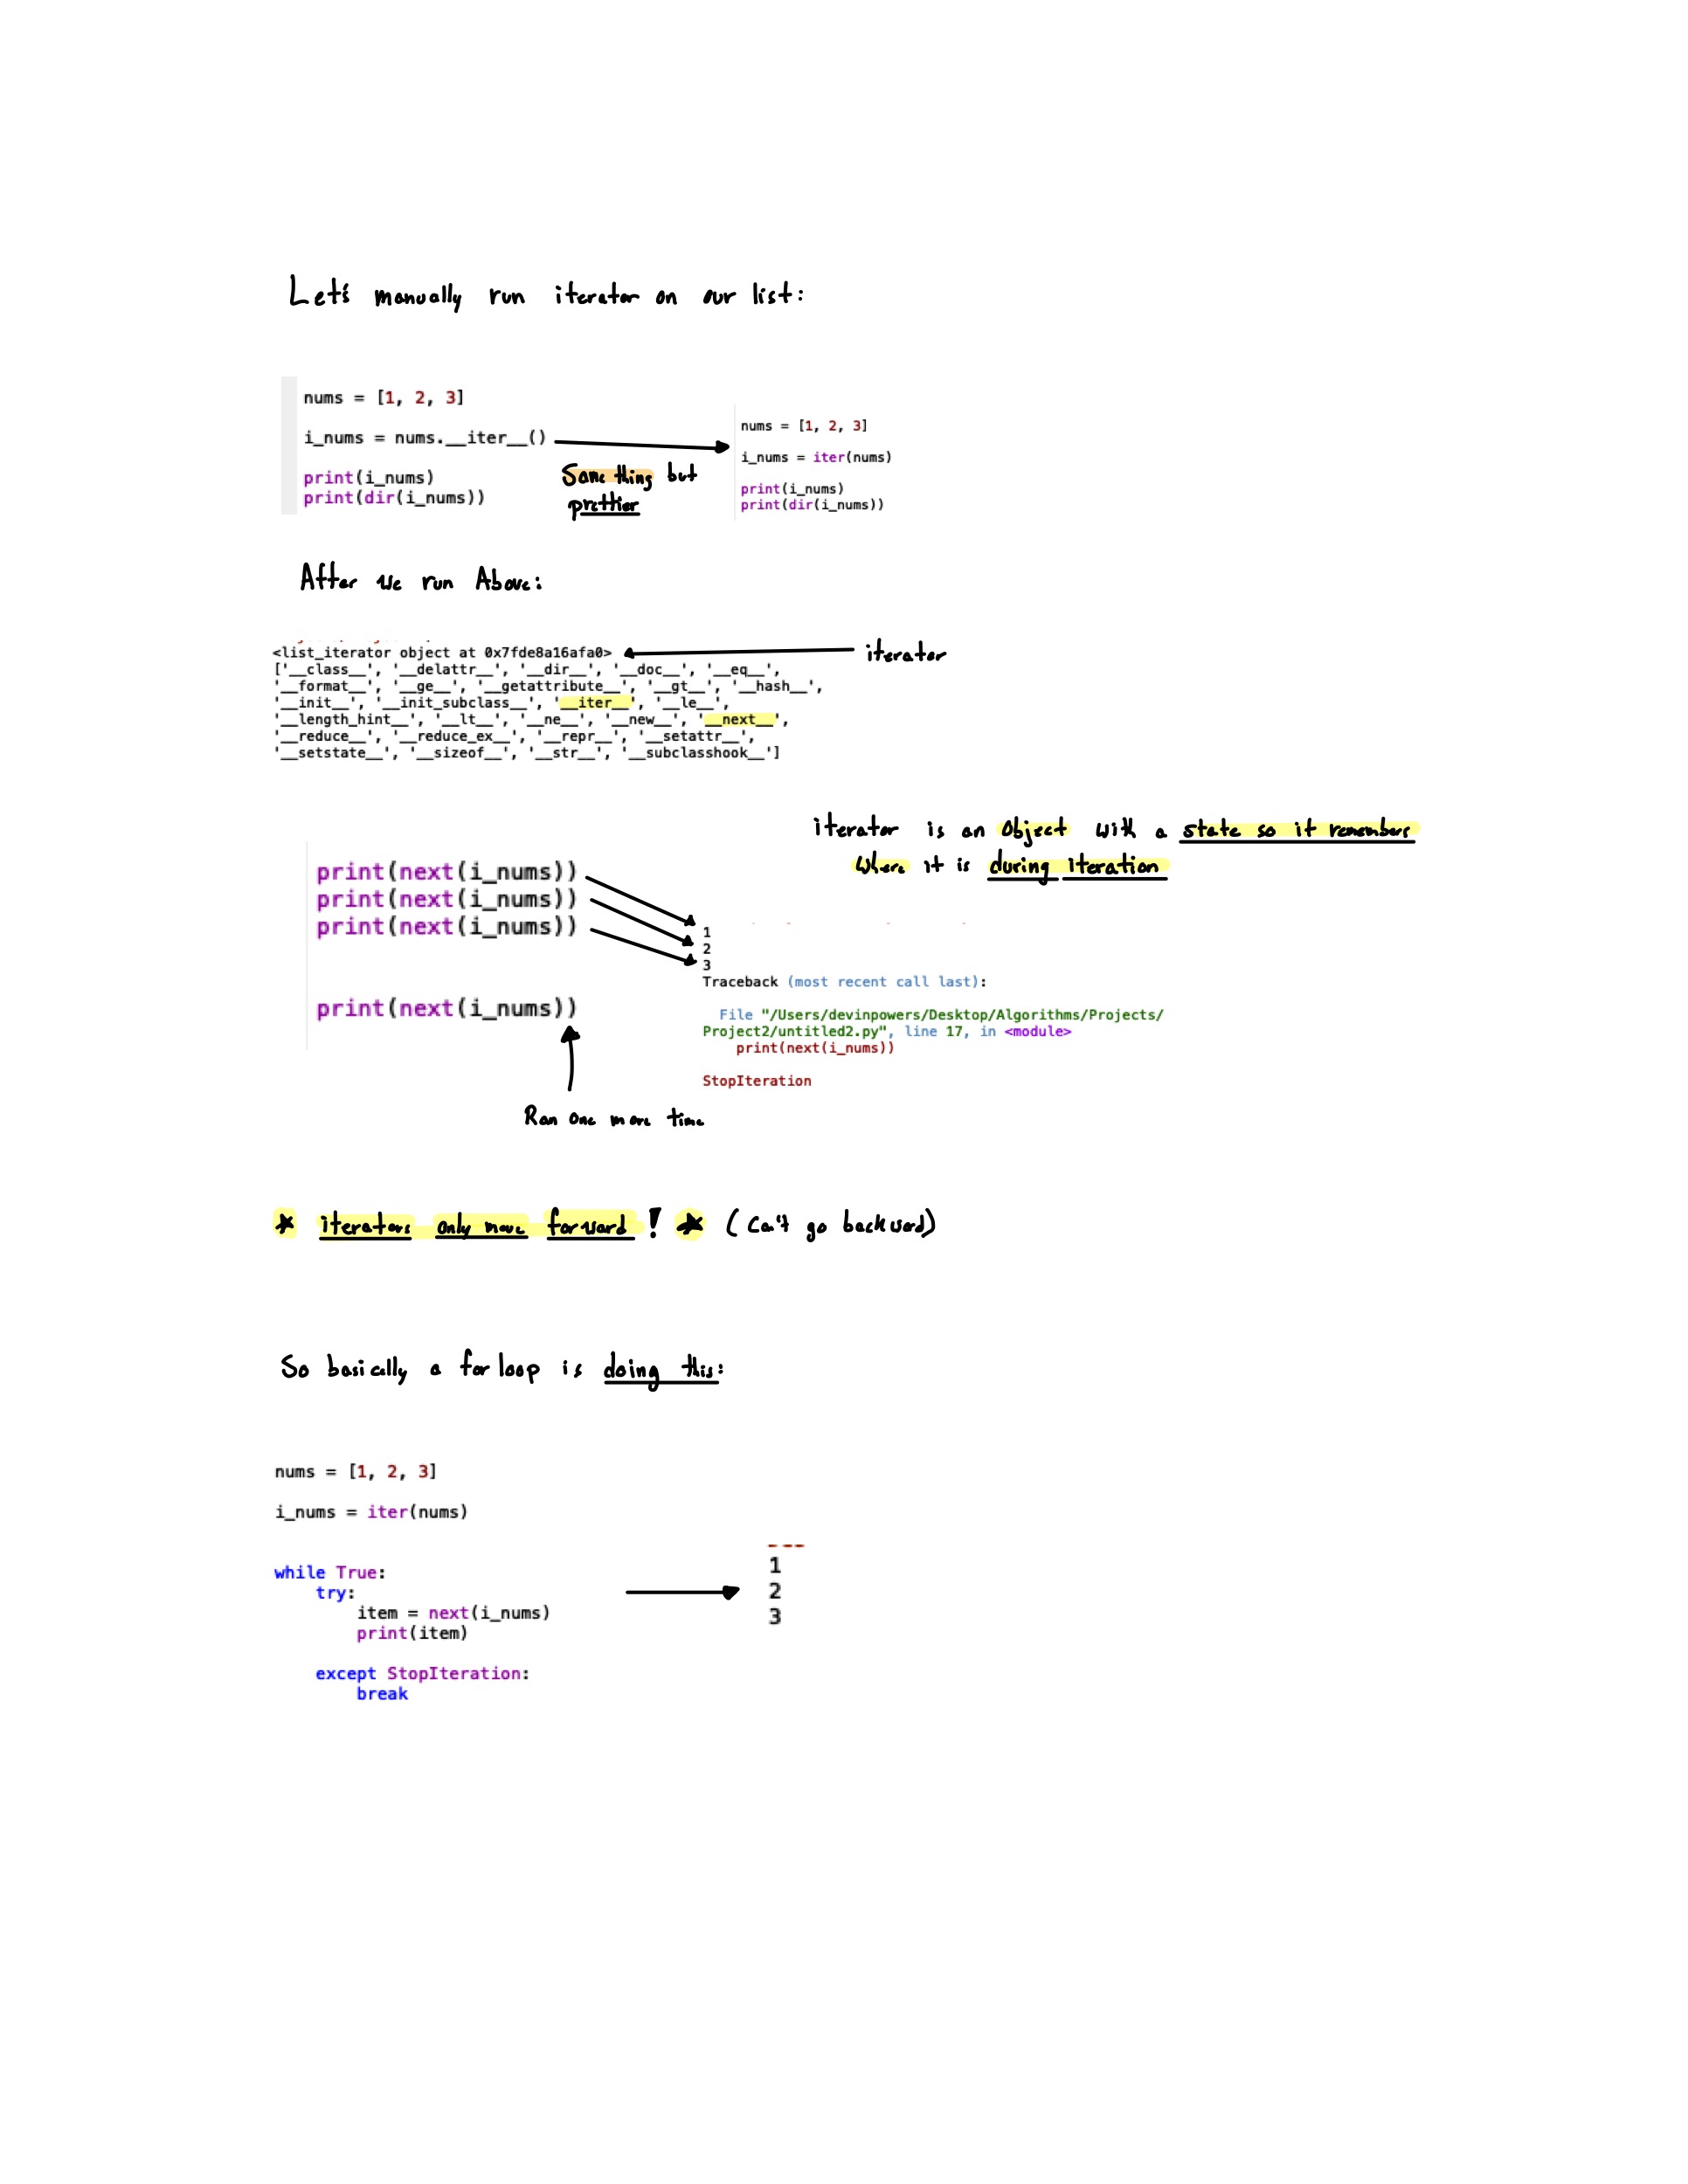 Let's manually run iterator on our list:
nums = [1, 2, 3]
i_nums = nums.__iter__()
print(i_nums)
print(dir(i_nums))
Same thing but
prettier
nums = [1, 2, 3]
i_nums = iter(nums)
print(i_nums)
print(dir(i_nums))
After we run Above:
<list_iterator object at 0x7fde8a16afa0>
iterator
['__class__', '__delattr__', '__dir__', '__doc__', '__eq__',
'__format__', '__ge__', '__getattribute__', '__gt__', '__hash__',
'__init__', '__init_subclass__', '__iter__', '__le__',
'__length_hint__', '__lt__', '__ne__', '__new__', '__next__',
'__reduce__', '__reduce_ex__', '__repr__', '__setattr__',
'__setstate__', '__sizeof__', '__str__', '__subclasshook__']
iterator is an Object with a state so it remembers
where it is during iteration
print(next(i_nums))
print(next(i_nums))
print(next(i_nums))
print(next(i_nums))
Ran one more time
1
2
3
Traceback (most recent call last):
File "/Users/devinpowers/Desktop/Algorithms/Projects/
Project2/untitled2.py", line 17, in <module>
print(next(i_nums))
StopIteration
* iterators only move forward! * (Can't go backward)
So basically a for loop is doing this:
nums = [1, 2, 3]
i_nums = iter(nums)
while True:
try:
item = next(i_nums)
print(item)
except StopIteration:
break
1
2
3